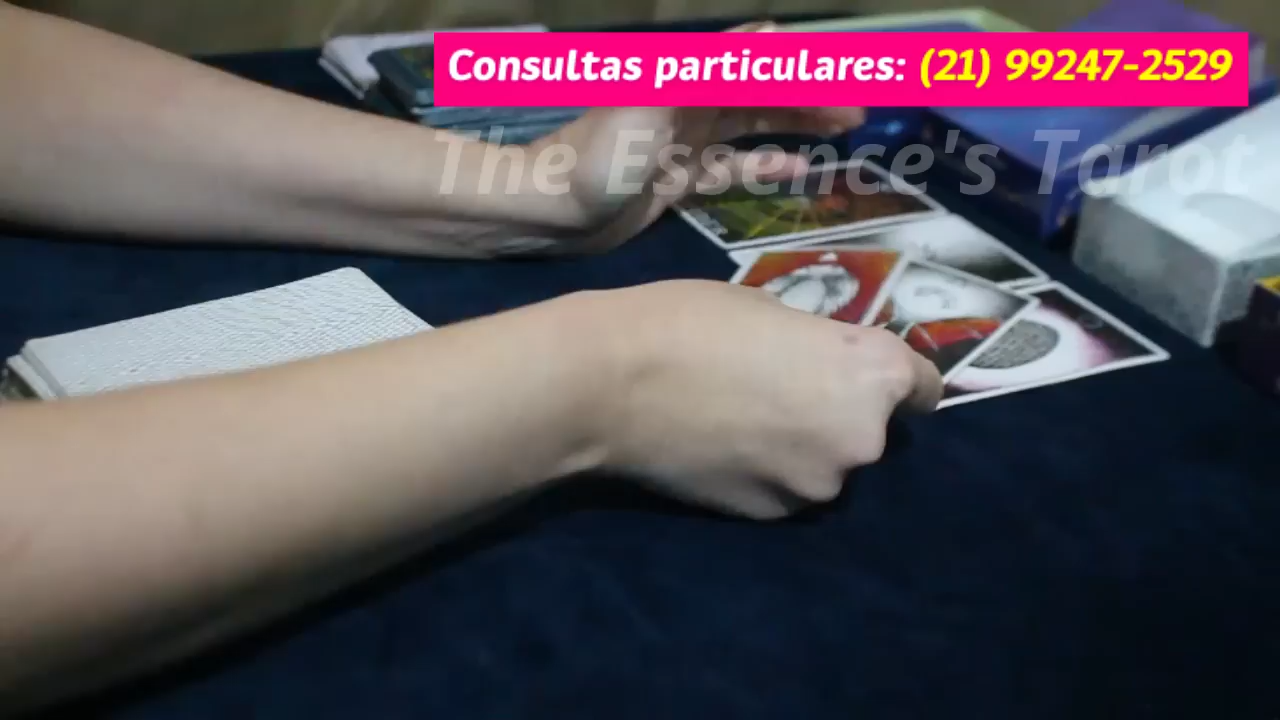 Consultas particulares: (21) 99247-2529
The Essence's Tarot